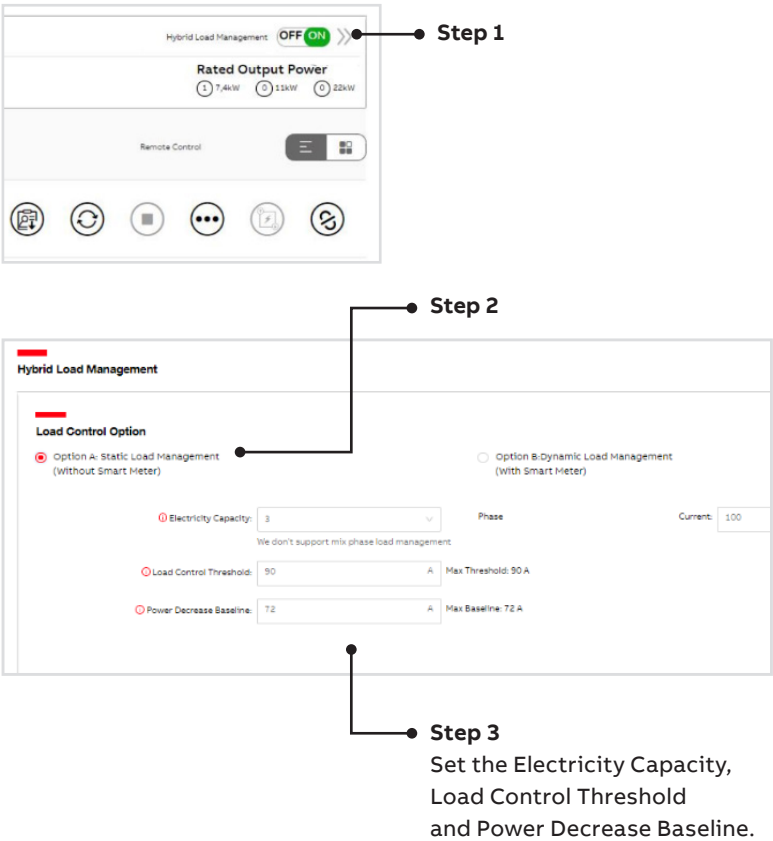 Hybrid Load Management OFF ON
Step 1
Rated Output Power
1 7,4kW 0 11kW 0 22kW
Remote Control
Step 2
Hybrid Load Management
Load Control Option
Option A: Static Load Management
(Without Smart Meter)
Option B:Dynamic Load Management
(With Smart Meter)
Electricity Capacity: 3 Phase Current: 100
We don't support mix phase load management
Load Control Threshold: 90 A Max Threshold: 90 A
Power Decrease Baseline: 72 A Max Baseline: 72 A
Step 3
Set the Electricity Capacity,
Load Control Threshold
and Power Decrease Baseline.